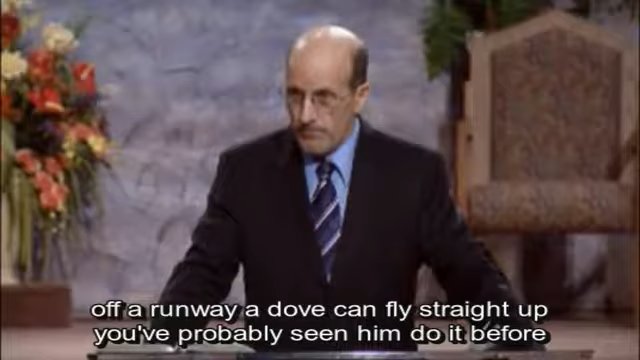 off a runway a dove can fly straight up
you've probably seen him do it before